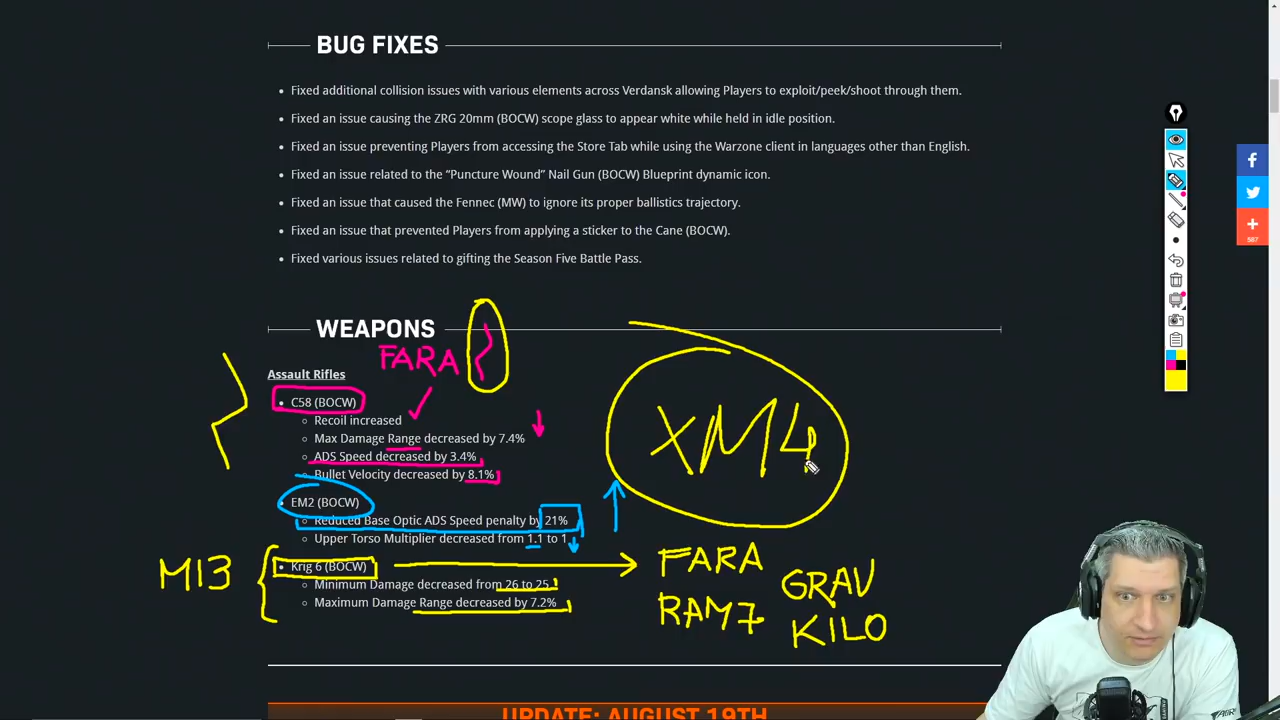 BUG FIXES
• Fixed additional collision issues with various elements across Verdansk allowing Players to exploit/peek/shoot through them.
• Fixed an issue causing the ZRG 20mm (BOCW) scope glass to appear white while held in idle position.
• Fixed an issue preventing Players from accessing the Store Tab while using the Warzone client in languages other than English.
• Fixed an issue related to the “Puncture Wound” Nail Gun (BOCW) Blueprint dynamic icon.
• Fixed an issue that caused the Fennec (MW) to ignore its proper ballistics trajectory.
• Fixed an issue that prevented Players from applying a sticker to the Cane (BOCW).
• Fixed various issues related to gifting the Season Five Battle Pass.
WEAPONS
FARA
Assault Rifles
• C58 (BOCW)
Recoil increased
Max Damage Range decreased by 7.4%
ADS Speed decreased by 3.4%
Bullet Velocity decreased by 8.1%
XM4
• EM2 (BOCW)
Reduced Base Optic ADS Speed penalty by 21%
Upper Torso Multiplier decreased from 1.1 to 1
M13
• Krig 6 (BOCW)
Minimum Damage decreased from 26 to 25
Maximum Damage Range decreased by 7.2%
FARA
GRAV
RAM7
KILO
UPDATE: AUGUST 19TH
567